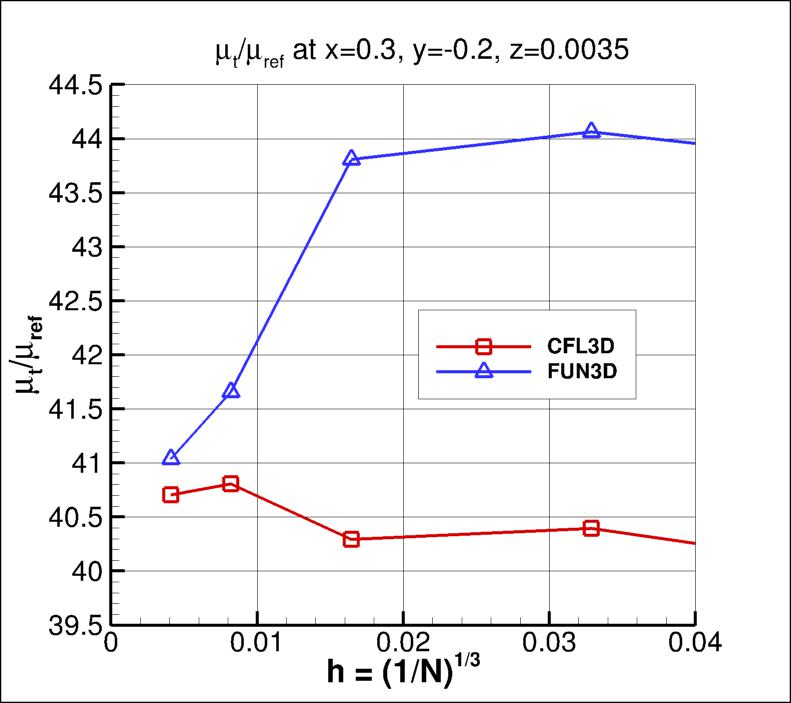 μt/μref at x=0.3, y=-0.2, z=0.0035
44.5
44
43.5
43
42.5
42
41.5
41
40.5
40
39.5
μt/μref
CFL3D
FUN3D
0 0.01 0.02 0.03 0.04
h = (1/N)^1/3